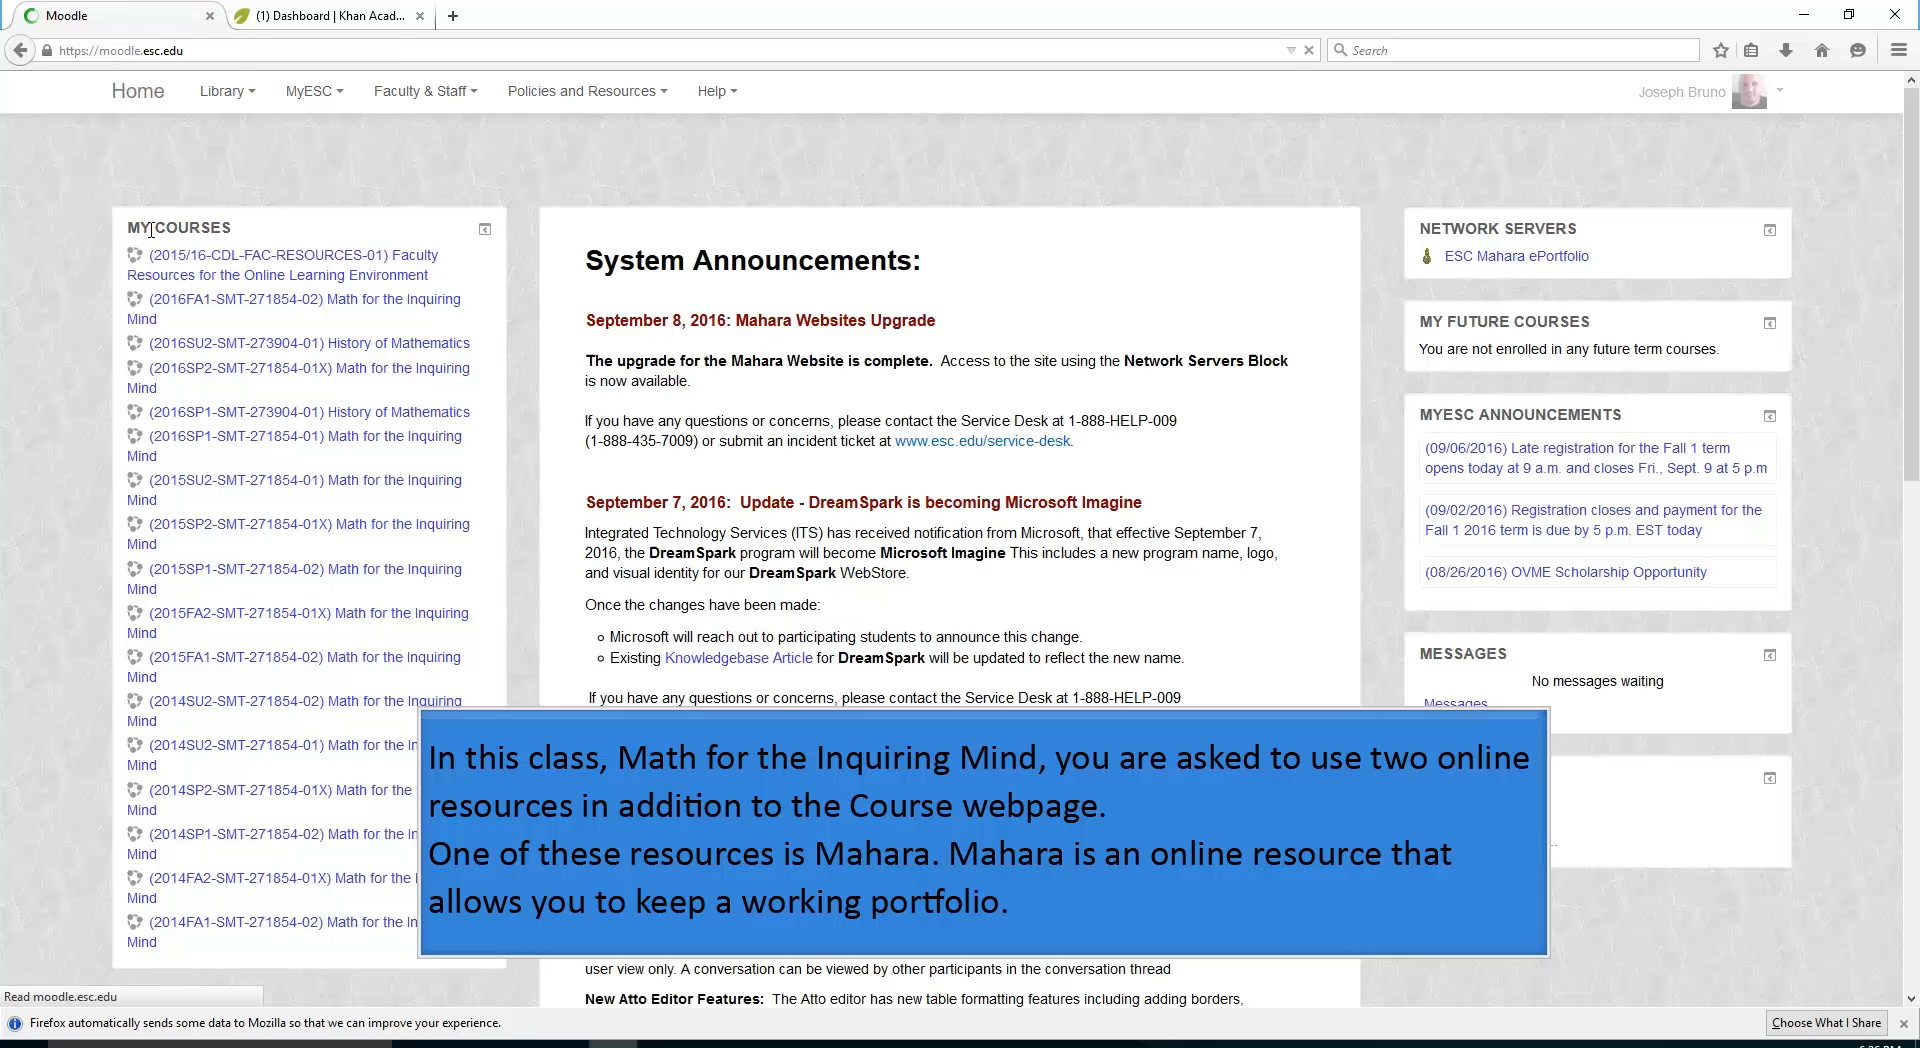 Moodle
(1) Dashboard | Khan Acad...
https://moodle.esc.edu
Search
Home
Library
MyESC
Faculty & Staff
Policies and Resources
Help
Joseph Bruno
MY COURSES
(2015/16-CDL-FAC-RESOURCES-01) Faculty
Resources for the Online Learning Environment
(2016FA1-SMT-271854-02) Math for the Inquiring
Mind
(2016SU2-SMT-273904-01) History of Mathematics
(2016SP2-SMT-271854-01X) Math for the Inquiring
Mind
(2016SP1-SMT-273904-01) History of Mathematics
(2016SP1-SMT-271854-01) Math for the Inquiring
Mind
(2015SU2-SMT-271854-01) Math for the Inquiring
Mind
(2015SP2-SMT-271854-01X) Math for the Inquiring
Mind
(2015SP1-SMT-271854-02) Math for the Inquiring
Mind
(2015FA2-SMT-271854-01X) Math for the Inquiring
Mind
(2015FA1-SMT-271854-02) Math for the Inquiring
Mind
(2014SU2-SMT-271854-02) Math for the Inquiring
Mind
(2014SU2-SMT-271854-01) Math for the In
Mind
(2014SP2-SMT-271854-01X) Math for the
Mind
(2014SP1-SMT-271854-02) Math for the In
Mind
(2014FA2-SMT-271854-01X) Math for the
Mind
(2014FA1-SMT-271854-02) Math for the In
Mind
System Announcements:
September 8, 2016: Mahara Websites Upgrade
The upgrade for the Mahara Website is complete. Access to the site using the Network Servers Block
is now available.
If you have any questions or concerns, please contact the Service Desk at 1-888-HELP-009
(1-888-435-7009) or submit an incident ticket at www.esc.edu/service-desk.
September 7, 2016: Update - DreamSpark is becoming Microsoft Imagine
Integrated Technology Services (ITS) has received notification from Microsoft, that effective September 7,
2016, the DreamSpark program will become Microsoft Imagine This includes a new program name, logo,
and visual identity for our DreamSpark WebStore.
Once the changes have been made:
Microsoft will reach out to participating students to announce this change.
Existing Knowledgebase Article for DreamSpark will be updated to reflect the new name.
If you have any questions or concerns, please contact the Service Desk at 1-888-HELP-009
In this class, Math for the Inquiring Mind, you are asked to use two online
resources in addition to the Course webpage.
One of these resources is Mahara. Mahara is an online resource that
allows you to keep a working portfolio.
user view only. A conversation can be viewed by other participants in the conversation thread
New Atto Editor Features: The Atto editor has new table formatting features including adding borders,
NETWORK SERVERS
ESC Mahara ePortfolio
MY FUTURE COURSES
You are not enrolled in any future term courses.
MYESC ANNOUNCEMENTS
(09/06/2016) Late registration for the Fall 1 term
opens today at 9 a.m. and closes Fri., Sept. 9 at 5 p.m
(09/02/2016) Registration closes and payment for the
Fall 1 2016 term is due by 5 p.m. EST today
(08/26/2016) OVME Scholarship Opportunity
MESSAGES
No messages waiting
Messages
Read moodle.esc.edu
Firefox automatically sends some data to Mozilla so that we can improve your experience.
Choose What I Share